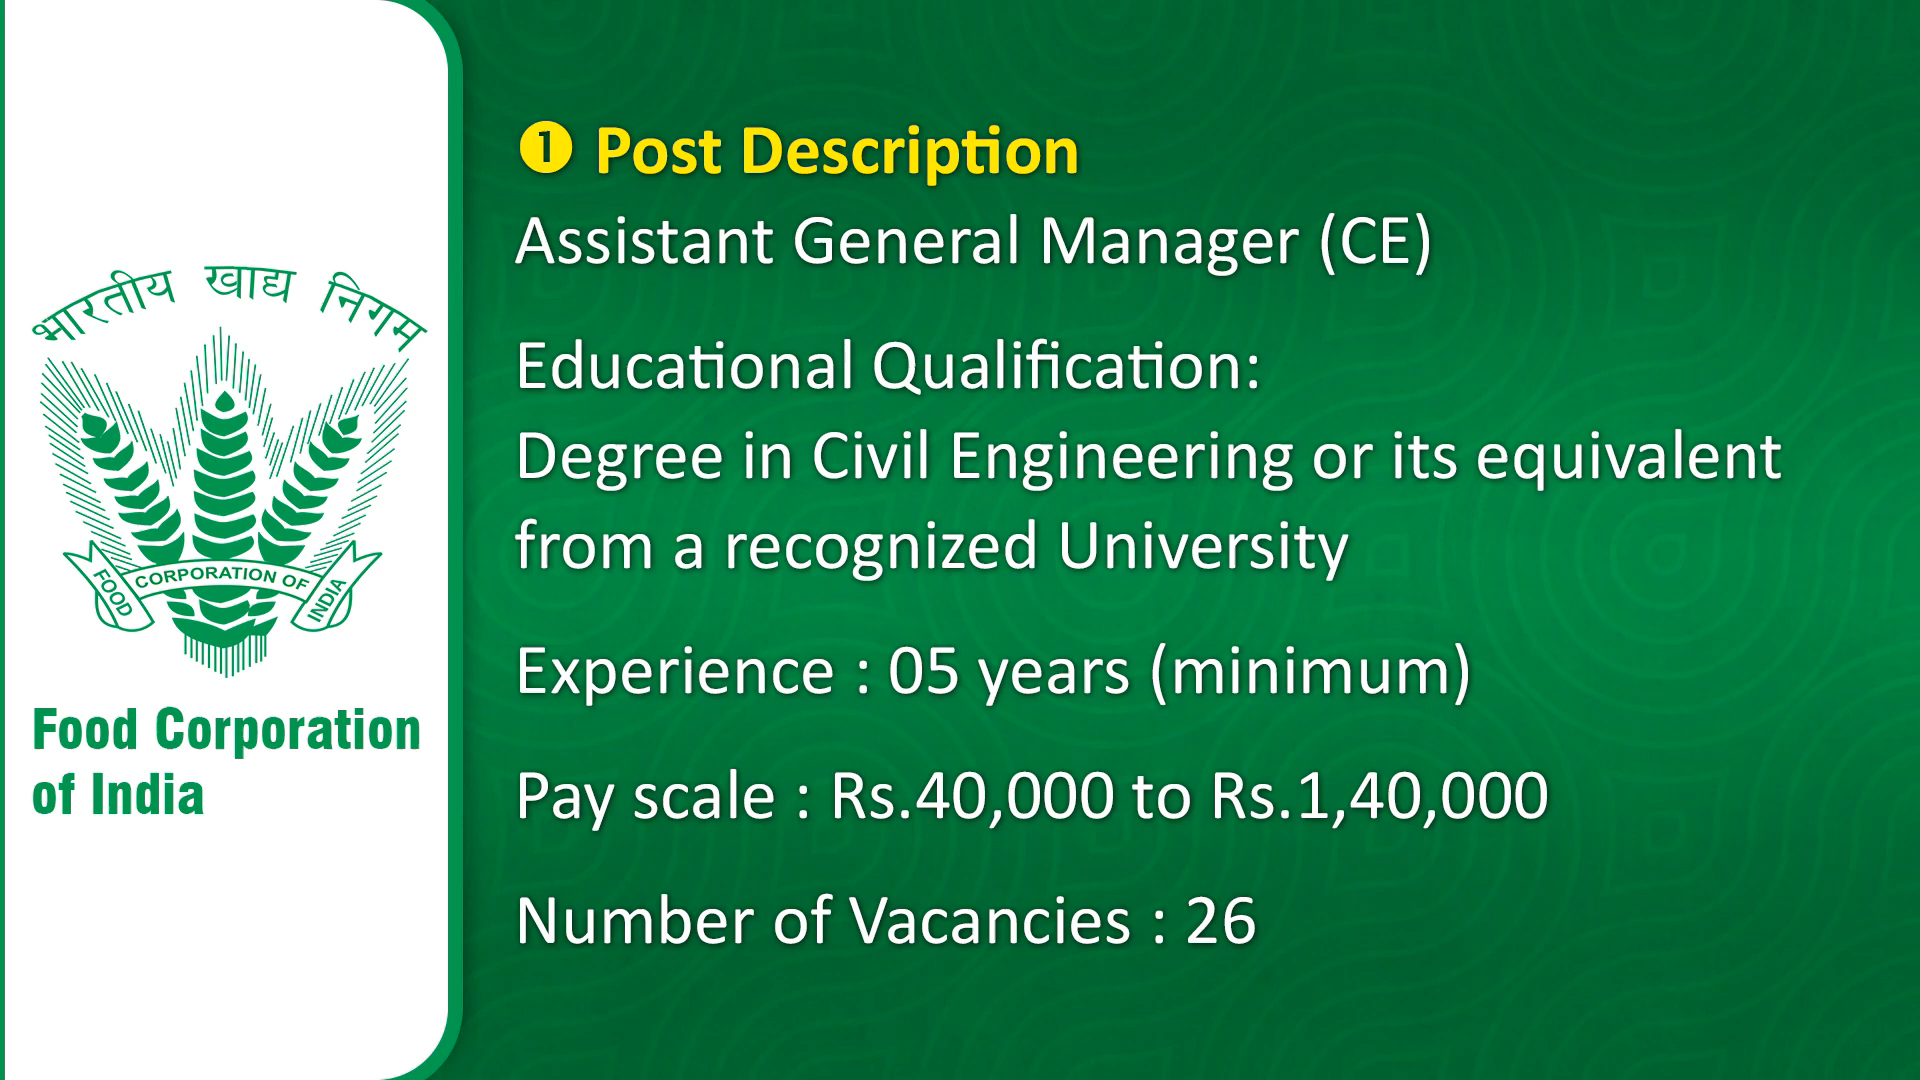 भारतीय खाद्य निगम
FOOD CORPORATION OF INDIA
Food Corporation
of India
❶ Post Description
Assistant General Manager (CE)
Educational Qualification:
Degree in Civil Engineering or its equivalent
from a recognized University
Experience : 05 years (minimum)
Pay scale : Rs.40,000 to Rs.1,40,000
Number of Vacancies : 26